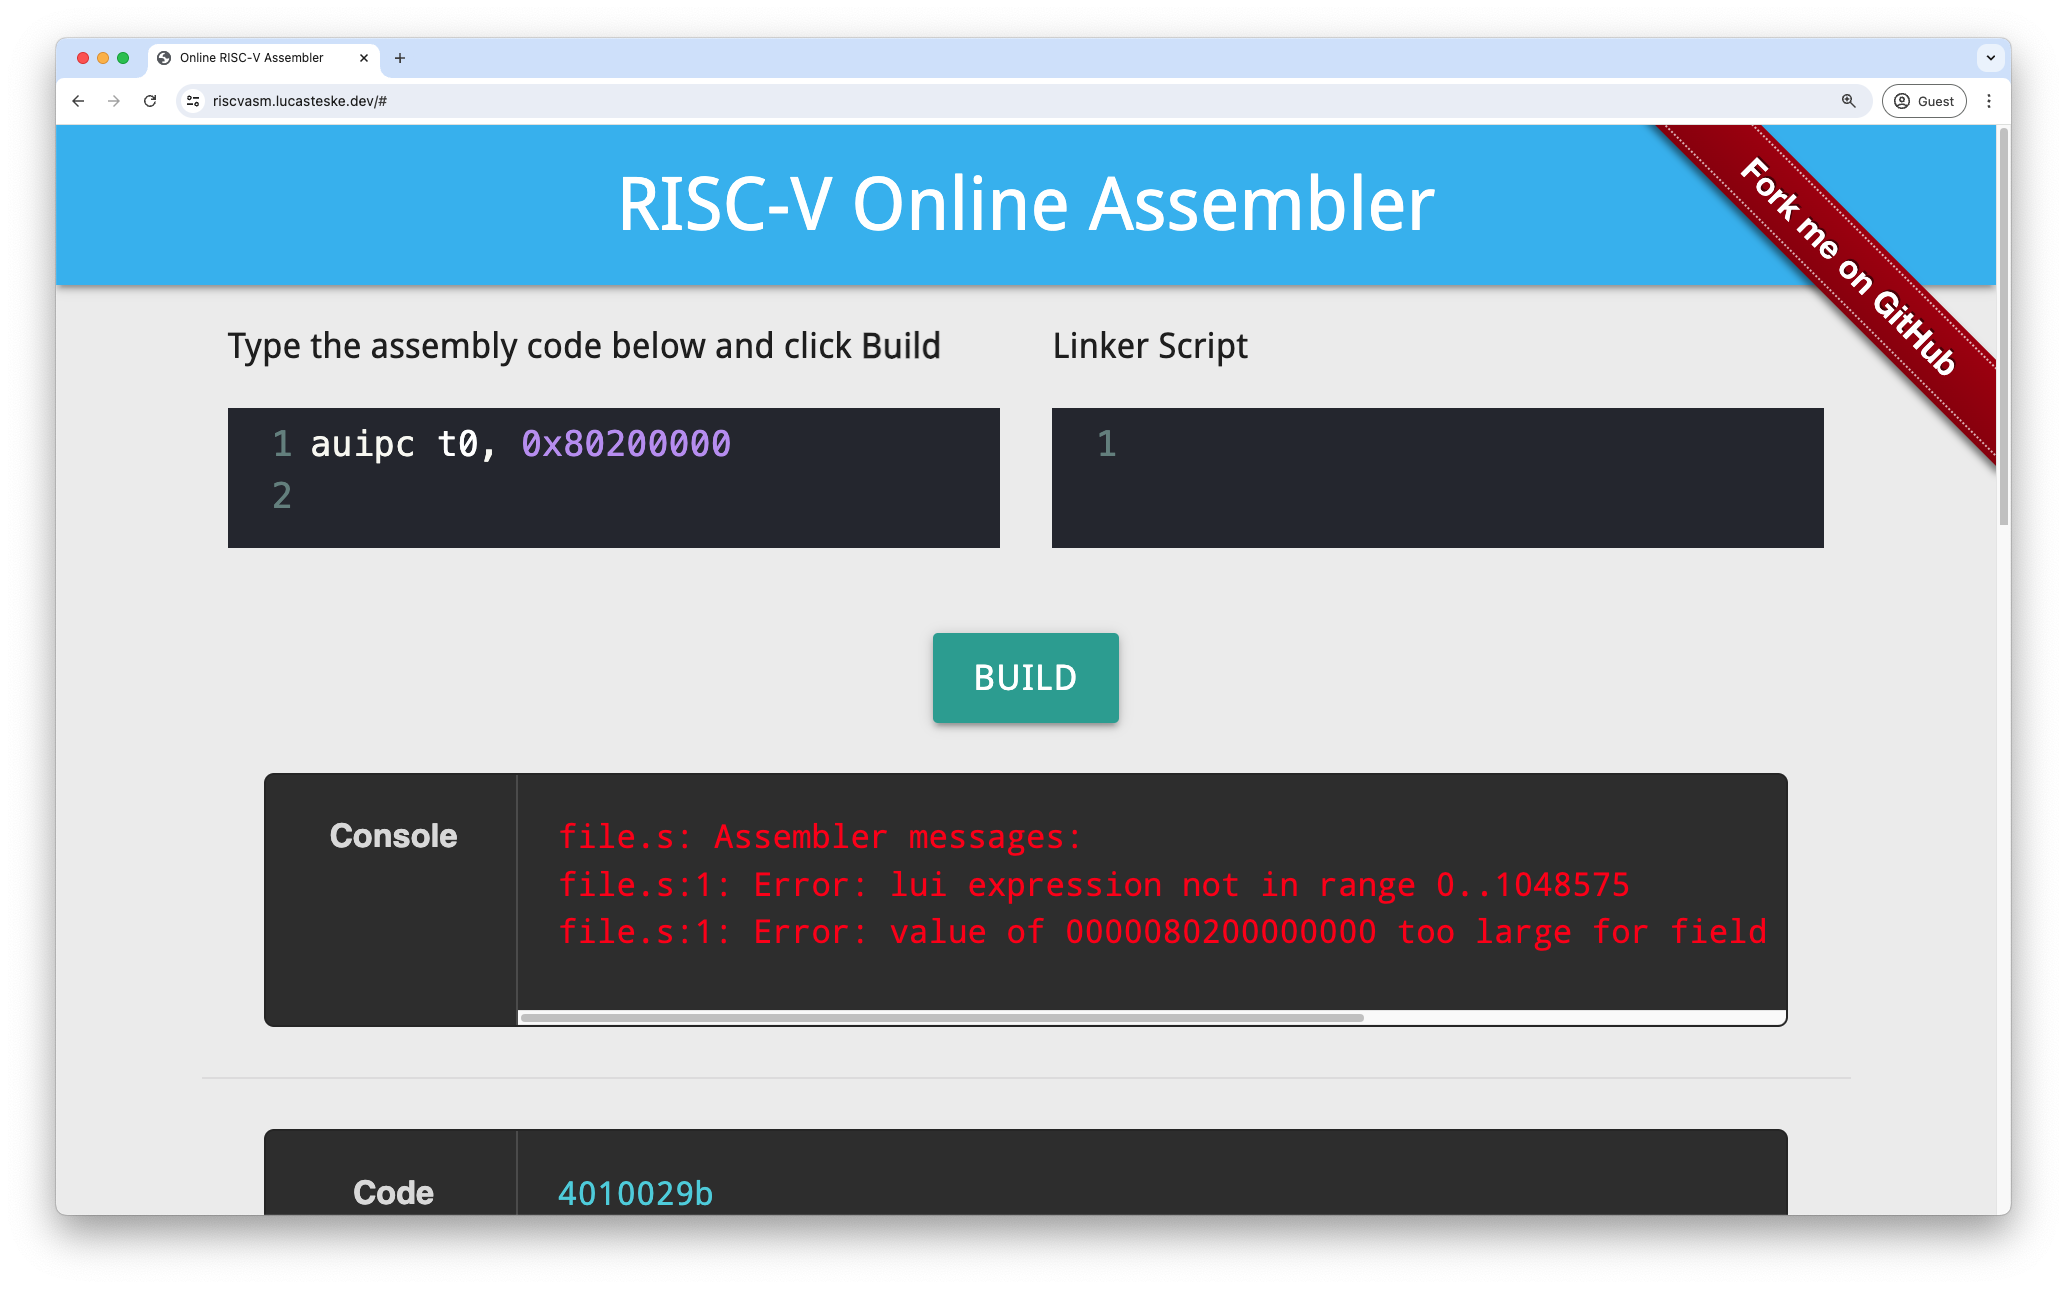 Online RISC-V Assembler
riscvasm.lucasteske.dev/#
Guest
RISC-V Online Assembler
Fork me on GitHub
Type the assembly code below and click Build
1 auipc t0, 0x80200000
2
Linker Script
1
BUILD
Console
file.s: Assembler messages:
file.s:1: Error: lui expression not in range 0..1048575
file.s:1: Error: value of 0000080200000000 too large for field
Code
4010029b